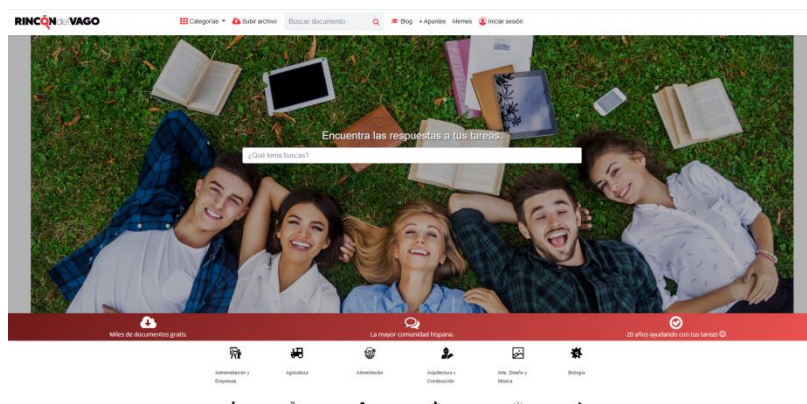 RINCÓNdelVAGO
Categorías
Subir archivo
Buscar documento
Blog
+ Apuntes
Memes
Iniciar sesión
Encuentra las respuestas a tus tareas.
¿Qué tema buscas?
Miles de documentos gratis.
La mayor comunidad hispana.
20 años ayudando con tus tareas
Administración y
Empresas
Agricultura
Alimentación
Arquitectura y
Construcción
Arte, Diseño y
Música
Biología